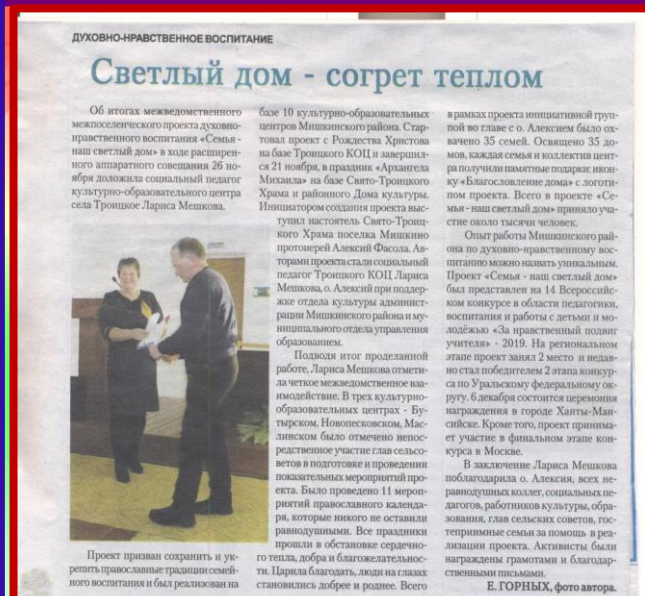 ДУХОВНО-НРАВСТВЕННОЕ ВОСПИТАНИЕ
Светлый дом - согрет теплом
Об итогах межведомственного
межпоселенческого проекта духовно-
нравственного воспитания «Семья -
наш светлый дом» в ходе расширен-
ного аппаратного совещания 26 но-
ября доложила социальный педагог
культурно-образовательного центра
села Троицкое Лариса Мешкова.
Проект призван сохранить и ук-
репить православные традиции семей-
ного воспитания и был реализован на
базе 10 культурно-образовательных
центров Мишкинского района. Стар-
товал проект с Рождества Христова
на базе Троицкого КОЦ и завершил-
ся 21 ноября, в праздник «Архангела
Михаила» на базе Свято-Троицкого
Храма и районного Дома Культуры.
Инициатором создания проекта выс-
тупил настоятель Свято-Троиц-
кого Храма поселка Мишкино
протоиерей Алексий Фасола. Ав-
торами проекта стали социальный
педагог Троицкого КОЦ Лариса
Мешкова, о. Алексий при поддер-
жке отдела культуры админист-
рации Мишкинского района и му-
ниципального отдела управления
образованием.
Подводя итог проделанной
работе, Лариса Мешкова отмети-
ла четкое межведомственное вза-
имодействие. В трех культурно-
образовательных центрах - Бу-
тырском, Новопесковском, Мас-
линском было отмечено непос-
редственное участие глав сельсо-
ветов в подготовке и проведении
показательных мероприятий про-
екта. Было проведено 11 мероп-
риятий православного календа-
ря, которые никого не оставили
равнодушными. Все праздники
прошли в обстановке сердечно-
го тепла, добра и благожелательнос-
ти. Царила благодать, люди на глазах
становились добрее и роднее. Всего
в рамках проекта инициативной груп-
пой во главе с о. Алексием было ох-
вачено 35 семей. Освящено 35 до-
мов, каждая семья и коллектив цент-
ра получили памятные подарки: икон-
ку «Благословение дома» с логоти-
пом проекта. Всего в проекте «Се-
мья - наш светлый дом» приняло уча-
стие около тысячи человек.
Опыт работы Мишкинского рай-
она по духовно-нравственному вос-
питанию можно назвать уникальным.
Проект «Семья - наш светлый дом»
был представлен на 14 Всероссийс-
ком конкурсе в области педагогики,
воспитания и работы с детьми и мо-
лодёжью «За нравственный подвиг
учителя» - 2019. На региональном
этапе проект занял 2 место и недав-
но стал победителем 2 этапа конкур-
са по Уральскому федеральному ок-
ругу. 6 декабря состоится церемония
награждения в городе Ханты-Ман-
сийске. Кроме того, проект принима-
ет участие в финальном этапе кон-
курса в Москве.
В заключение Лариса Мешкова
поблагодарила о. Алексия, всех не-
равнодушных коллег, социальных пе-
дагогов, работников культуры, обра-
зования, глав сельских советов, гос-
теприимные семьи за помощь в реа-
лизации проекта. Активисты были
награждены грамотами и благодар-
ственными письмами.
Е. ГОРНЫХ, фото автора.